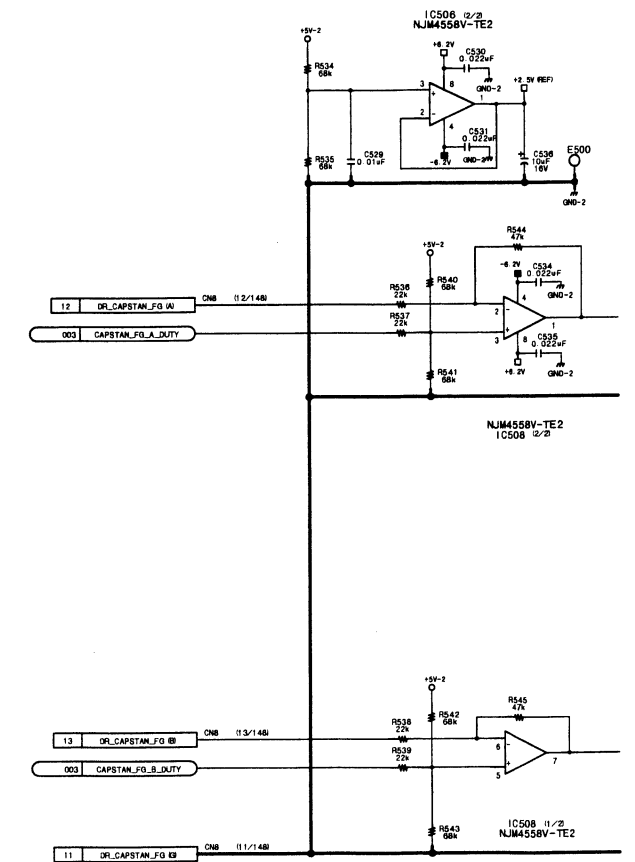 IC506 (2/2)
NJM4558V-TE2
+5V-2
+6.2V
C530
0.022uF
R534
68k
8
GND-2
+2.5V (REF)
3
+
1
2
-
4
C531
0.022uF
R535
68k
C529
0.01uF
-6.2V
GND-2
+
C536
10uF
16V
E500
GND-2
R544
47k
+5V-2
-6.2V
C534
0.022uF
R540
68k
GND-2
12 DR_CAPSTAN_FG (A)
CN8 (12/148)
R536
22k
4
2
-
003 CAPSTAN_FG_A_DUTY
R537
22k
1
+
3
8
C535
0.022uF
+6.2V
GND-2
R541
68k
NJM4558V-TE2
IC508 (2/2)
+5V-2
R545
47k
R542
68k
13 DR_CAPSTAN_FG (B)
CN8 (13/148)
R538
22k
6
-
003 CAPSTAN_FG_B_DUTY
R539
22k
7
+
5
IC508 (1/2)
NJM4558V-TE2
R543
68k
11 DR_CAPSTAN_FG (G)
CN8 (11/148)